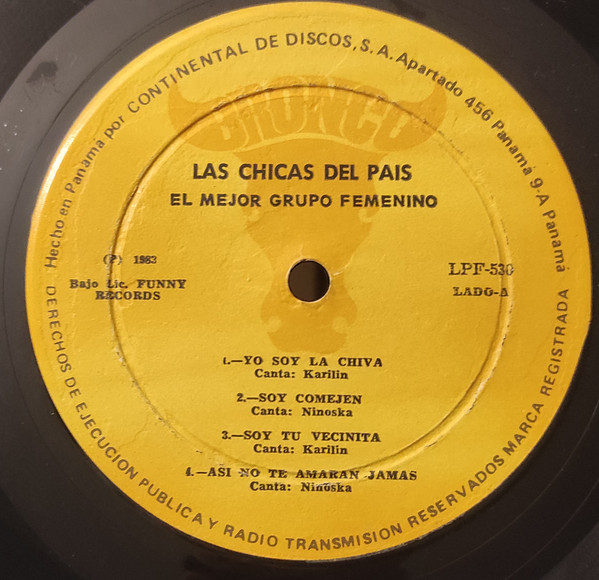 Hecho en Panamá por CONTINENTAL DE DISCOS, S.A. Apartado 456 Panamá 9-A Panamá
BRONCO
LAS CHICAS DEL PAIS
EL MEJOR GRUPO FEMENINO
(P) 1983
Bajo Lic. FUNNY
RECORDS
LPF-530
LADO-A
1.—YO SOY LA CHIVA
Canta: Karilin
2.—SOY COMEJEN
Canta: Ninoska
3.—SOY TU VECINITA
Canta: Karilin
4.—ASI NO TE AMARAN JAMAS
Canta: Ninoska
DERECHOS DE EJECUCION PUBLICA Y RADIO TRANSMISION RESERVADOS MARCA REGISTRADA